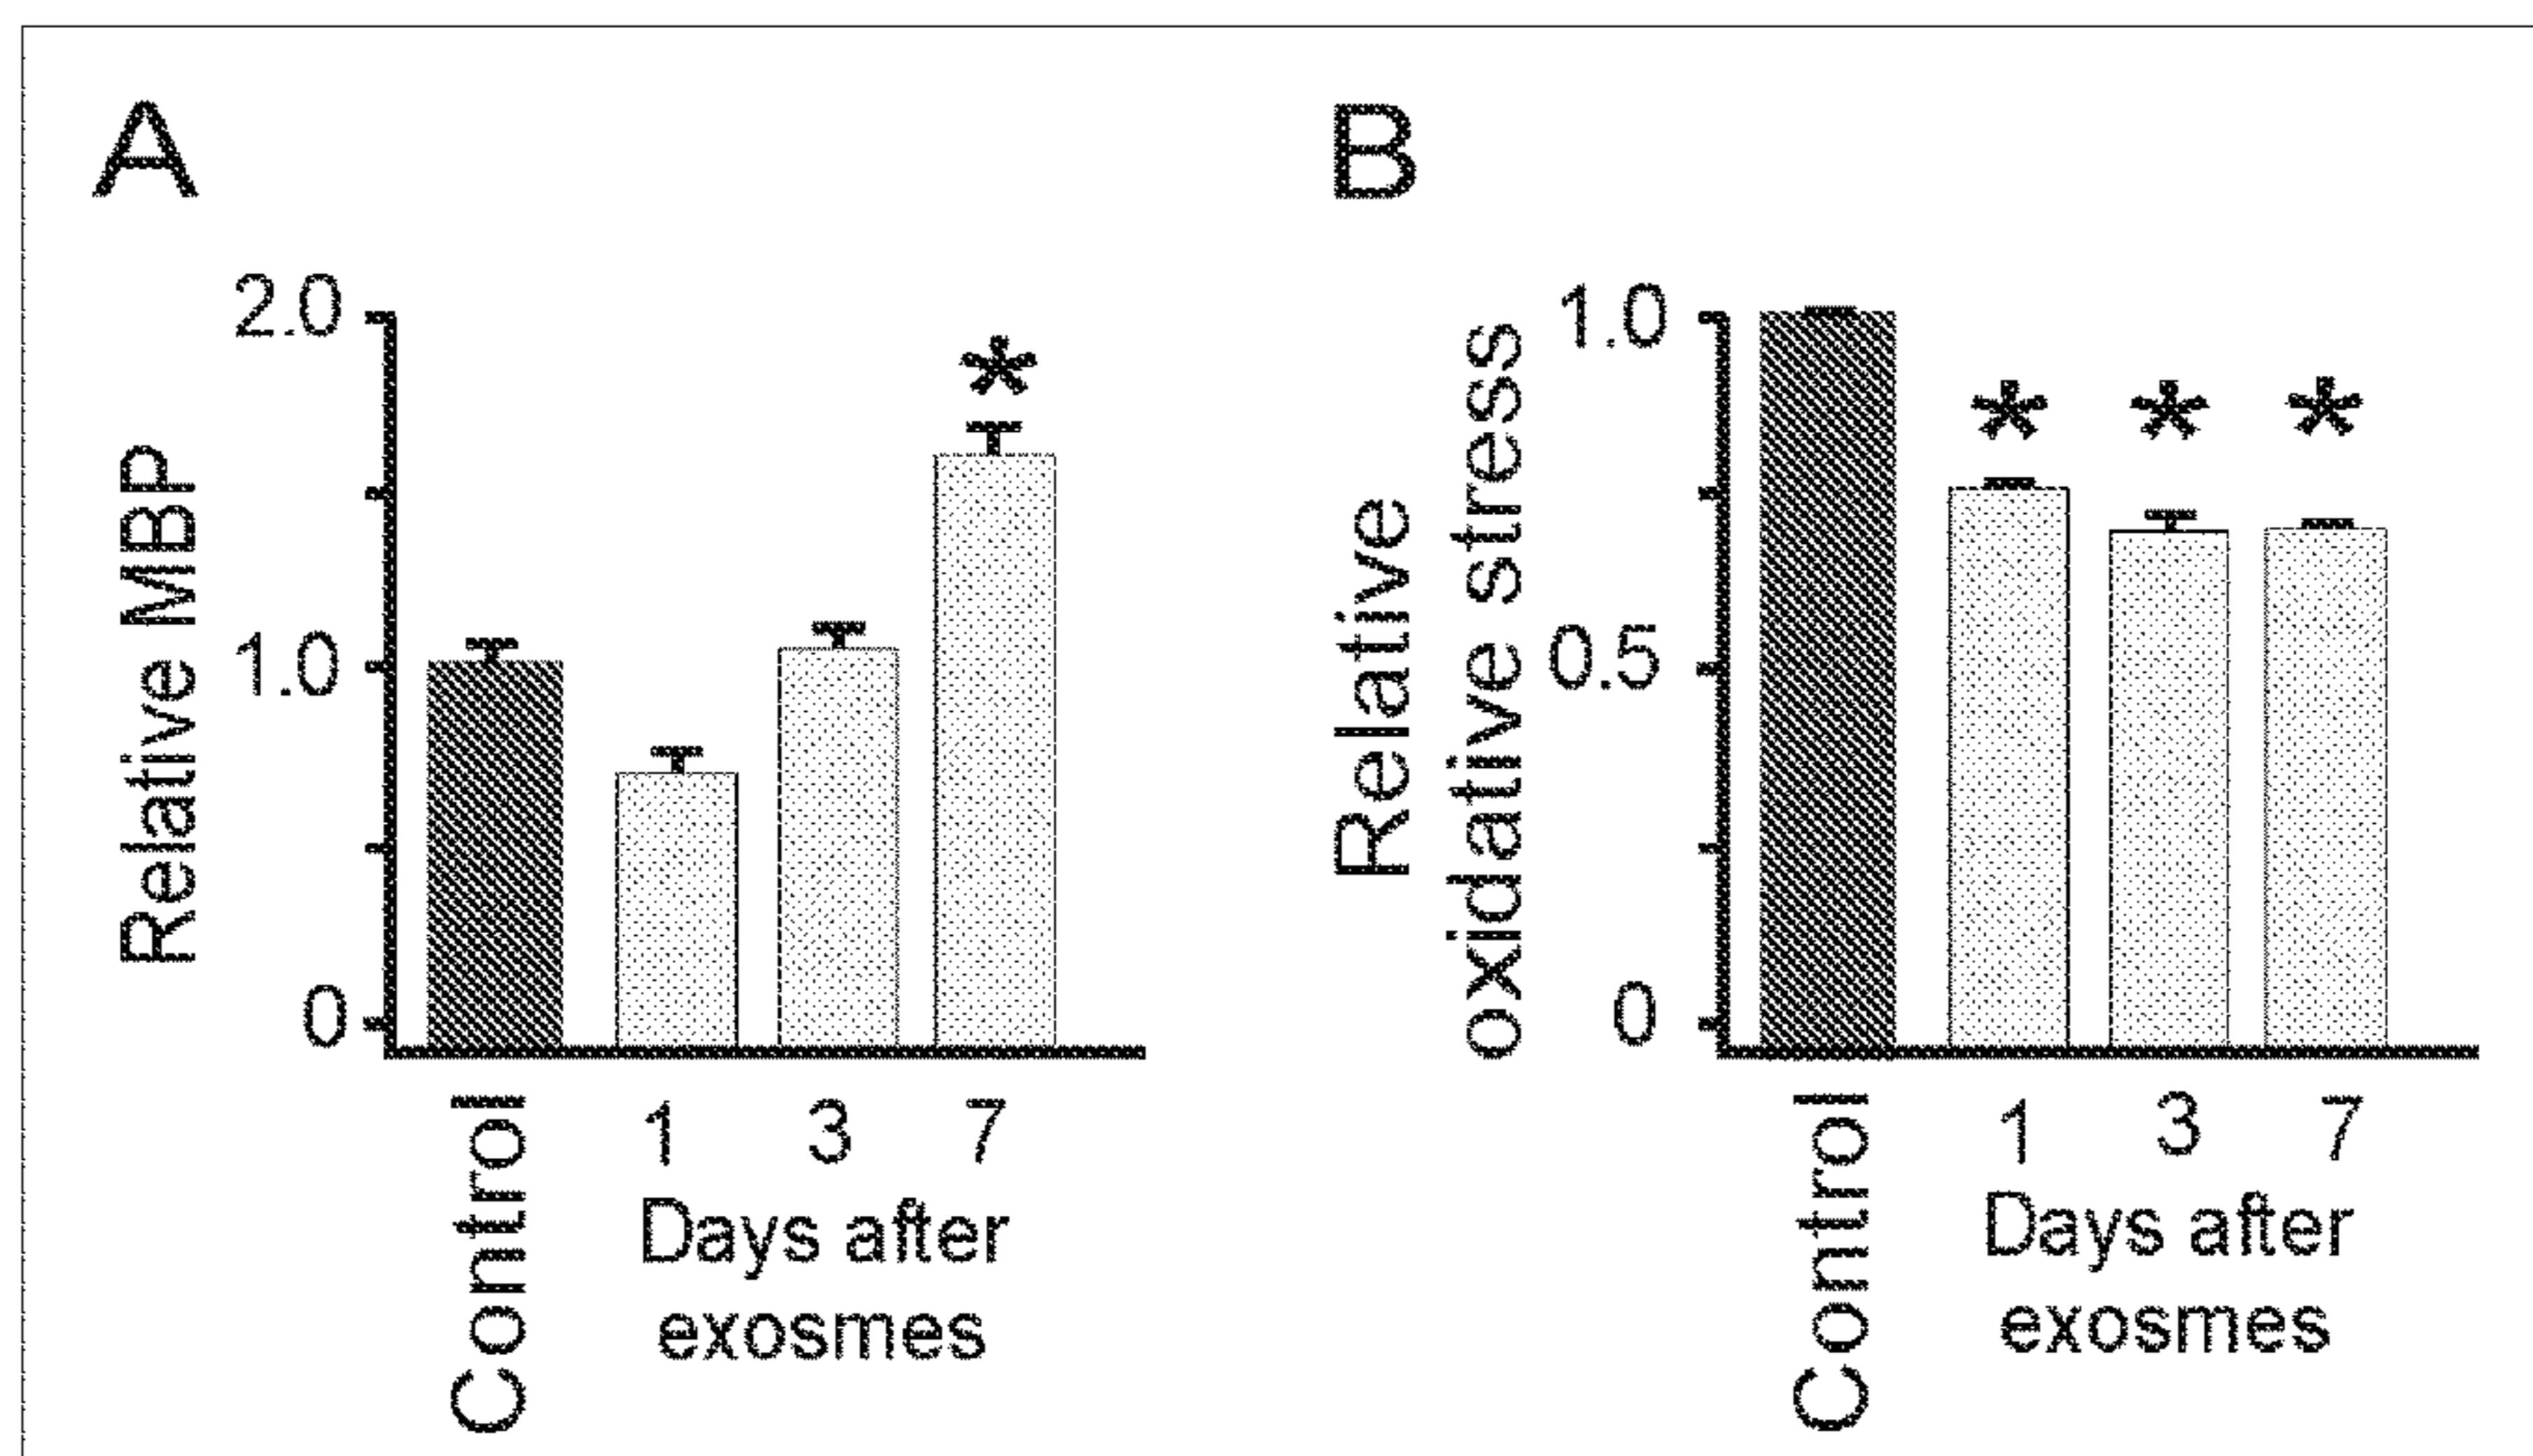 A
Relative MBP
2.0
1.0
0
*
Control
1 3 7
Days after
exosmes
B
Relative
oxidative stress
1.0
0.5
0
* * *
Control
1 3 7
Days after
exosmes